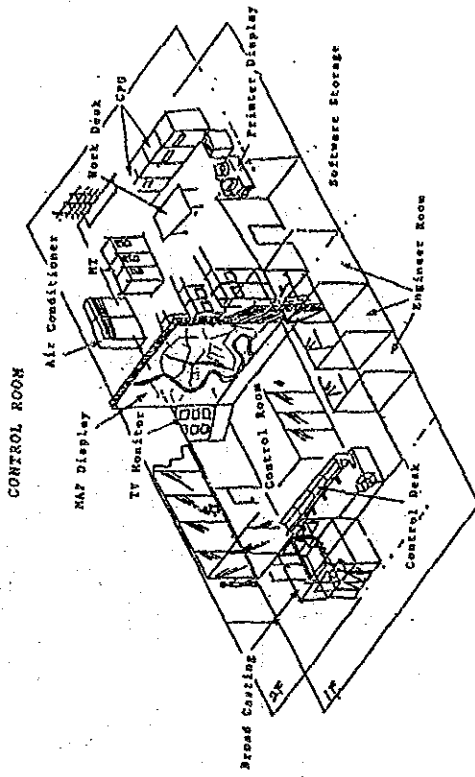 CONTROL ROOM
Air Conditioner
MAP Display
TV Monitor
MT
Work Desk
CPU
Printer, Display
Software Storage
Engineer Room
Control Room
Control Desk
Broad Casting
2F
1F